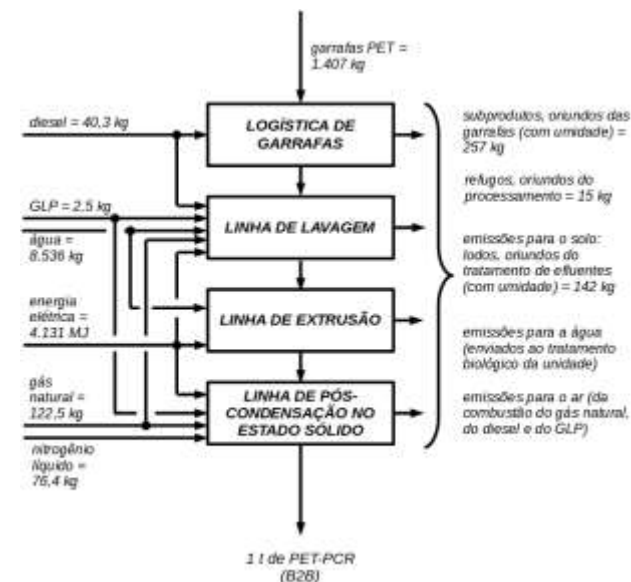 garrafas PET =
1.407 kg
diesel = 40,3 kg
LOGÍSTICA DE
GARRAFAS
subprodutos, oriundos das
garrafas (com umidade) =
257 kg
refugos, oriundos do
processamento = 15 kg
GLP = 2,5 kg
água =
8.536 kg
LINHA DE LAVAGEM
emissões para o solo:
lodos, oriundos do
tratamento de efluentes
(com umidade) = 142 kg
energia
elétrica =
4.131 MJ
LINHA DE EXTRUSÃO
emissões para a água
(enviados ao tratamento
biológico da unidade)
gás
natural =
122,5 kg
LINHA DE PÓS-
CONDENSAÇÃO NO
ESTADO SÓLIDO
emissões para o ar (da
combustão do gás natural,
do diesel e do GLP)
nitrogênio
líquido =
76,4 kg
1 t de PET-PCR
(B2B)